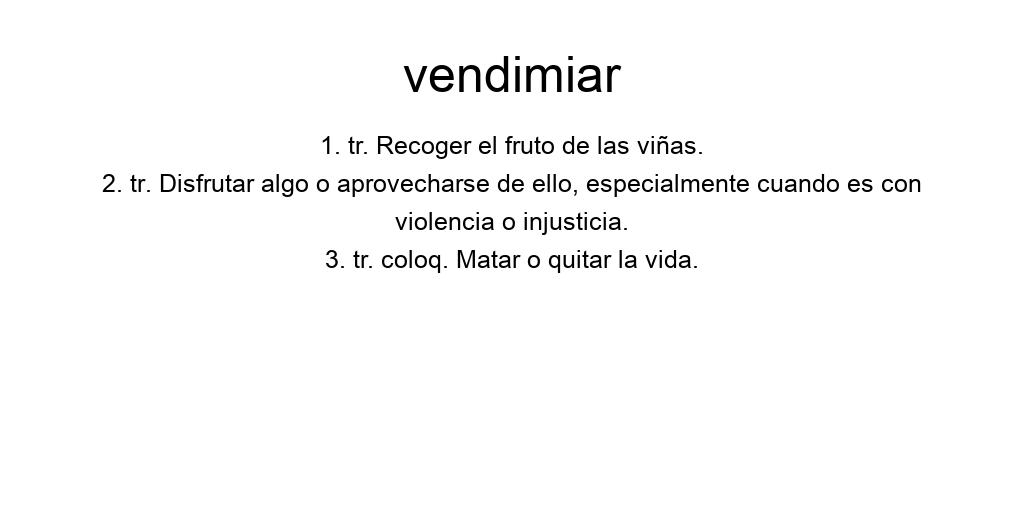 vendimiar
1. tr. Recoger el fruto de las viñas.
2. tr. Disfrutar algo o aprovecharse de ello, especialmente cuando es con
violencia o injusticia.
3. tr. coloq. Matar o quitar la vida.